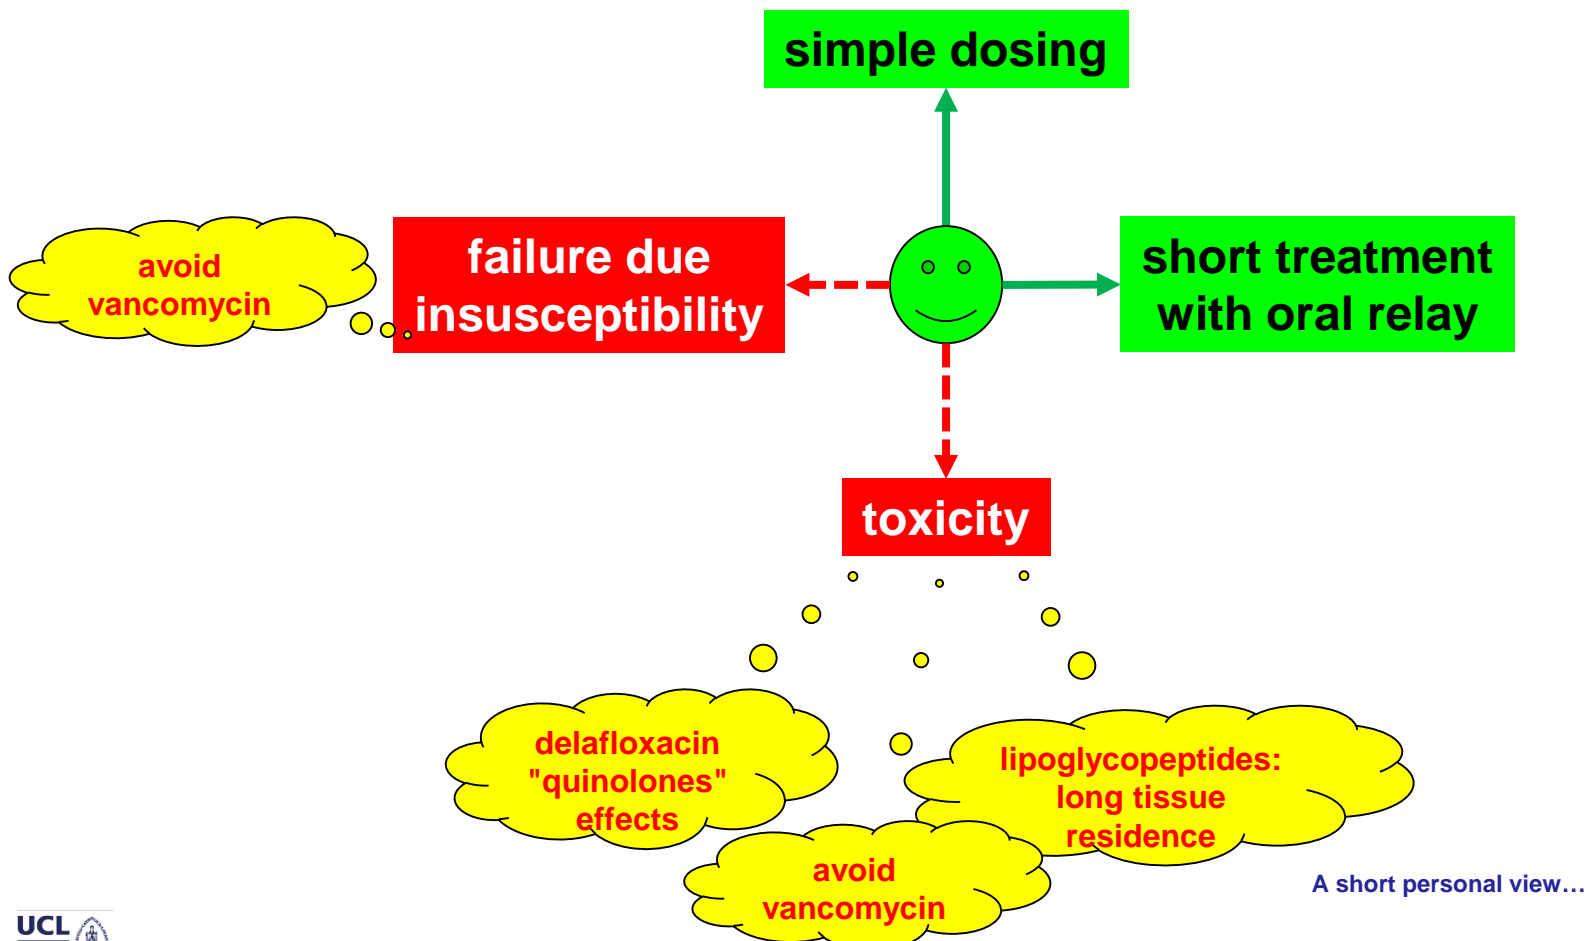 simple dosing
avoid
vancomycin
failure due
insusceptibility
short treatment
with oral relay
toxicity
delafloxacin
"quinolones"
effects
lipoglycopeptides:
long tissue
residence
avoid
vancomycin
A short personal view…
UCL